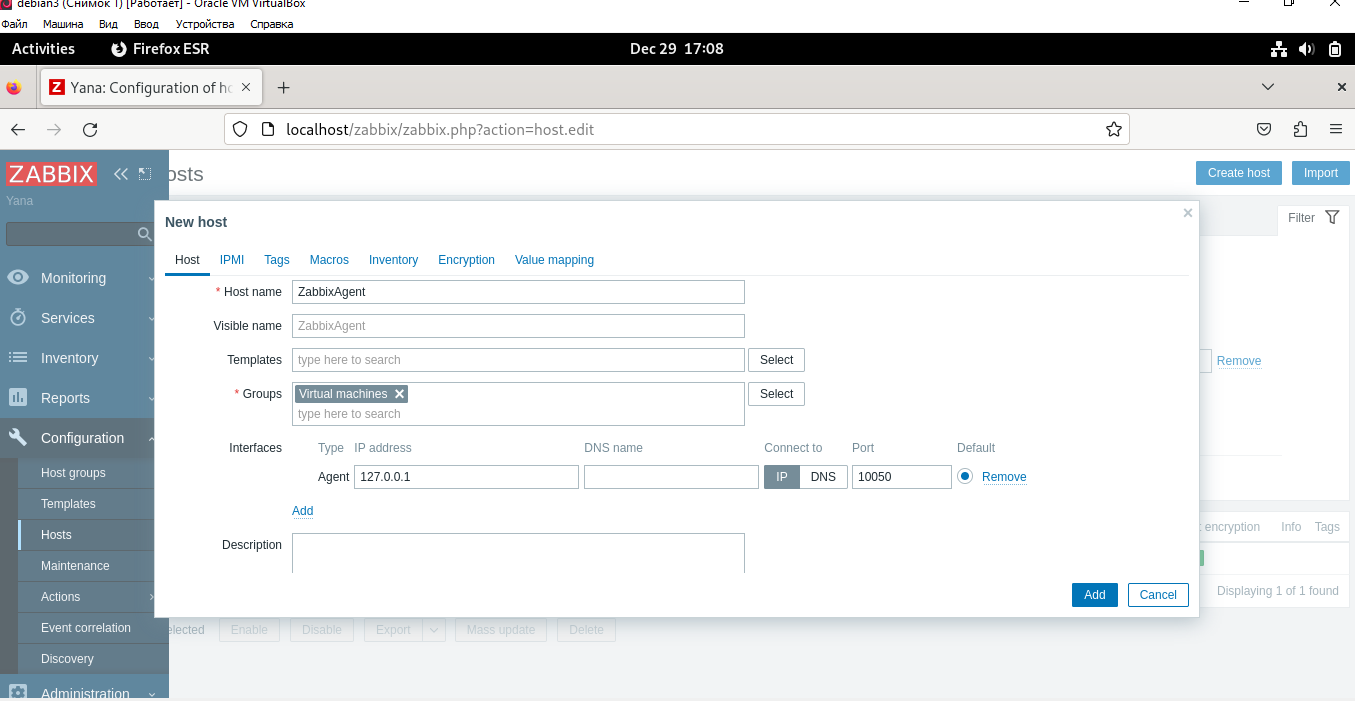 debian3 (Снимок 1) [Работает] - Oracle VM VirtualBox
Файл Машина Вид Ввод Устройства Справка
Activities Firefox ESR Dec 29 17:08
Yana: Configuration of ho
localhost/zabbix/zabbix.php?action=host.edit
ZABBIX osts Create host Import
Yana
New host
Filter
Host IPMI Tags Macros Inventory Encryption Value mapping
Monitoring
Services
Inventory
Reports
Configuration
Host groups
Templates
Hosts
Maintenance
Actions
Event correlation
Discovery
Administration
* Host name ZabbixAgent
Visible name ZabbixAgent
Templates type here to search Select
* Groups Virtual machines Select
type here to search
Interfaces Type IP address DNS name Connect to Port Default
Agent 127.0.0.1 IP DNS 10050 Remove
Add
Description
Add Cancel
Remove
encryption Info Tags
Displaying 1 of 1 found
elected Enable Disable Export Mass update Delete